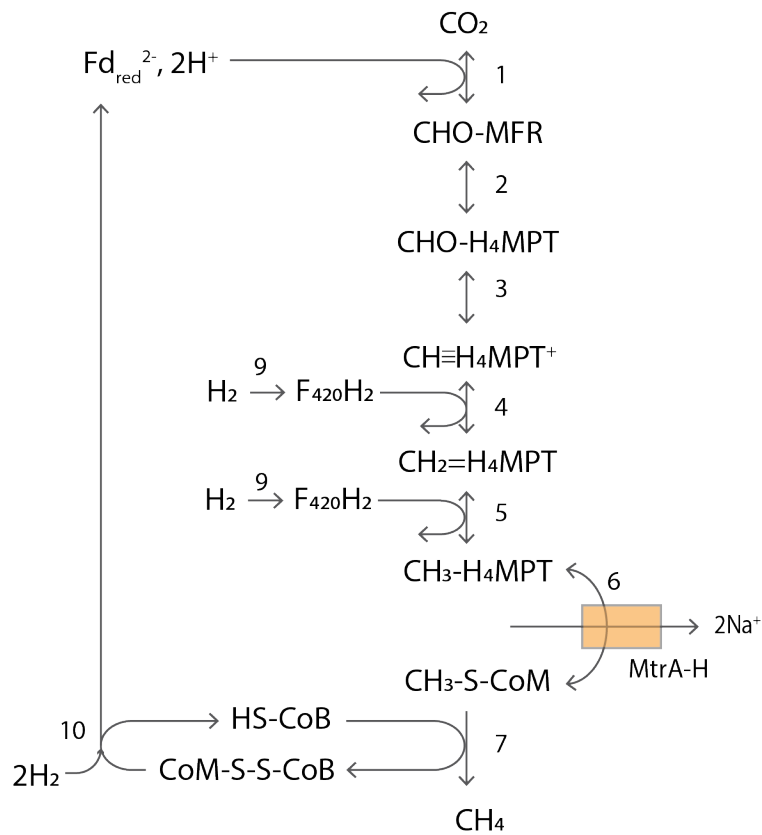 CO₂
Fd_red²⁻, 2H⁺
1
CHO-MFR
2
CHO-H₄MPT
3
CH≡H₄MPT⁺
H₂ 9 F₄₂₀H₂
4
CH₂=H₄MPT
H₂ 9 F₄₂₀H₂
5
CH₃-H₄MPT
6
2Na⁺
MtrA-H
CH₃-S-CoM
10
HS-CoB
7
2H₂
CoM-S-S-CoB
CH₄